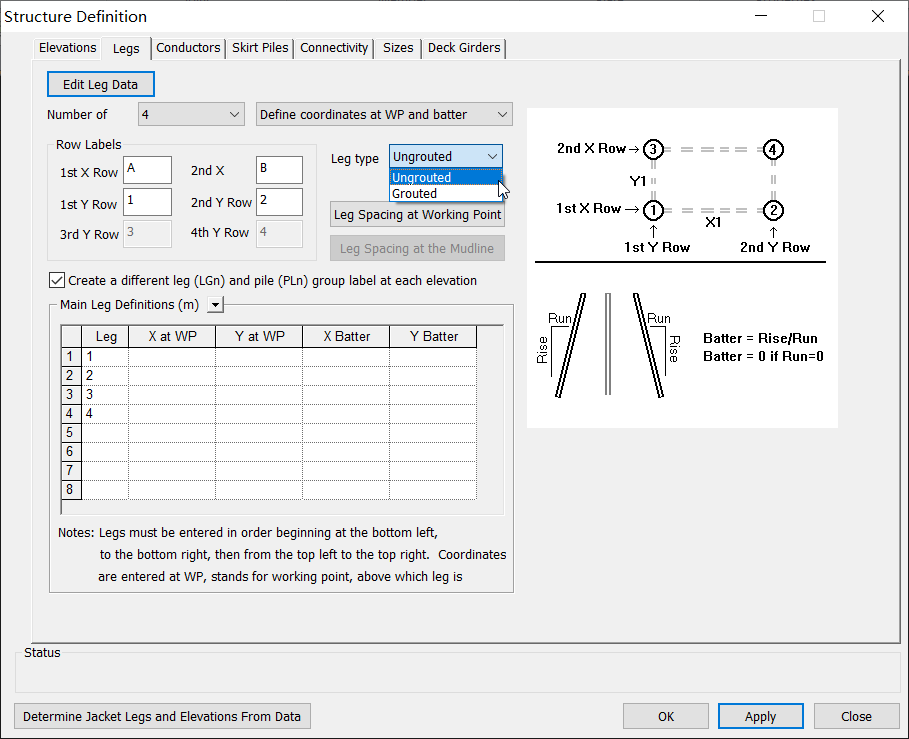 Structure Definition
Elevations Legs Conductors Skirt Piles Connectivity Sizes Deck Girders
Edit Leg Data
Number of 4 Define coordinates at WP and batter
Row Labels
1st X Row A 2nd X B
1st Y Row 1 2nd Y Row 2
3rd Y Row 3 4th Y Row 4
Leg type Ungrouted
Ungrouted
Grouted
Leg Spacing at Working Point
Leg Spacing at the Mudline
Create a different leg (LGn) and pile (PLn) group label at each elevation
Main Leg Definitions (m)
Leg X at WP Y at WP X Batter Y Batter
1 1
2 2
3 3
4 4
5
6
7
8
Notes: Legs must be entered in order beginning at the bottom left,
to the bottom right, then from the top left to the top right. Coordinates
are entered at WP, stands for working point, above which leg is
2nd X Row → 3 4
Y1
1st X Row → 1 2
X1
↑ ↑
1st Y Row 2nd Y Row
Run Run
Rise Rise
Batter = Rise/Run
Batter = 0 if Run=0
Status
Determine Jacket Legs and Elevations From Data OK Apply Close